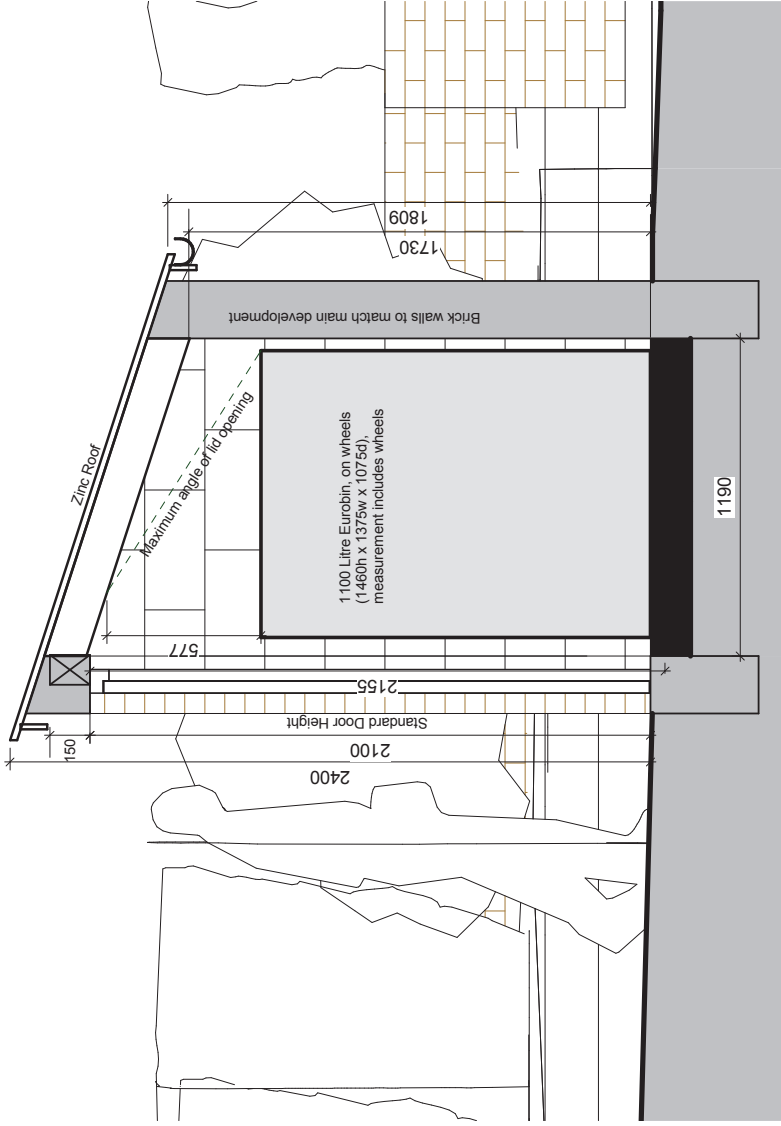 Zinc Roof
Maximum angle of lid opening
Brick walls to match main development
1809
1730
1100 Litre Eurobin, on wheels
(1460h x 1375w x 1075d),
measurement includes wheels
577
2155
Standard Door Height
150
2100
2400
1190